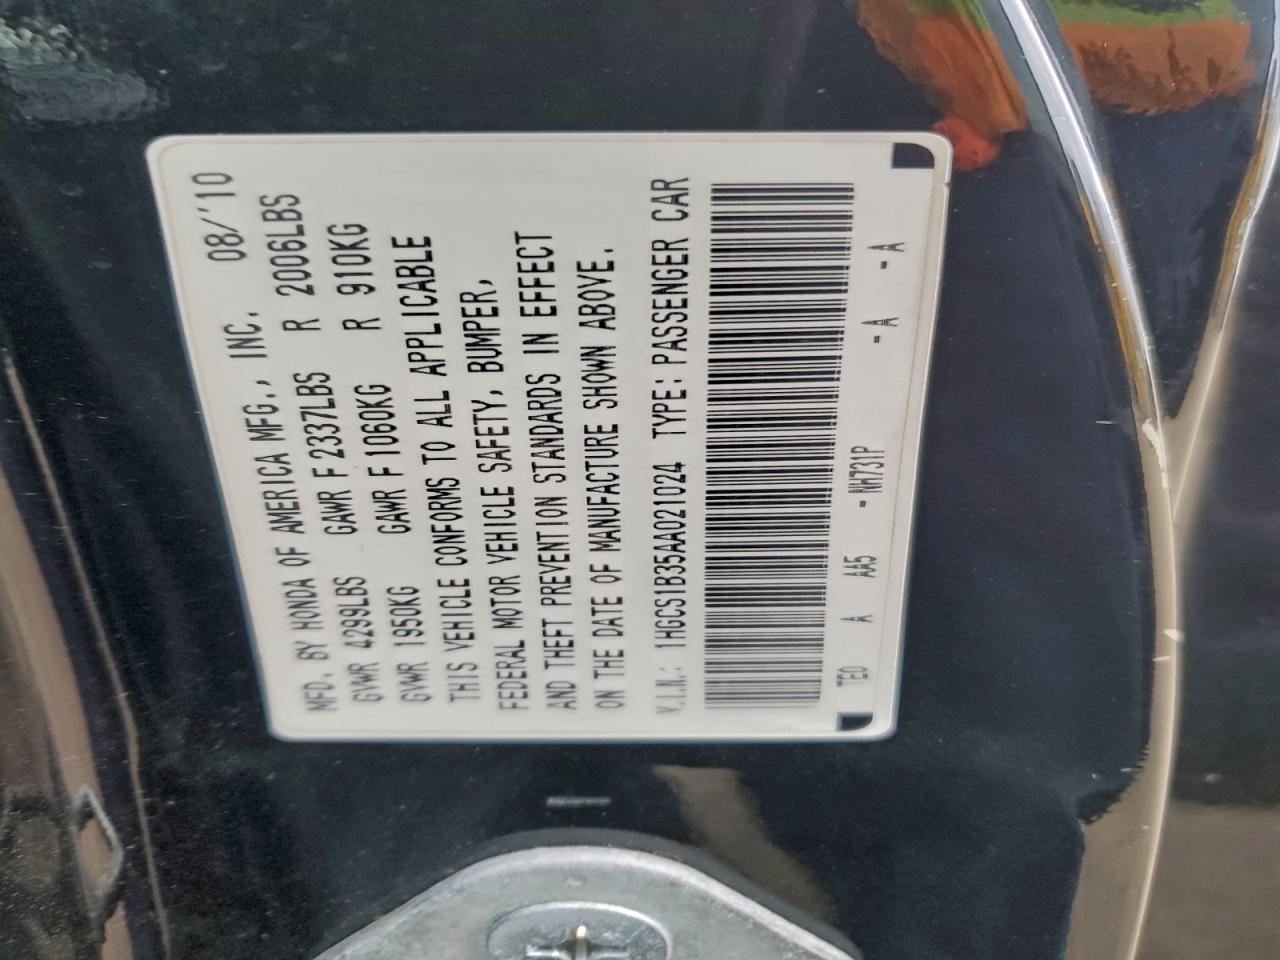 MFD. BY HONDA OF AMERICA MFG., INC. 08/'10
GVWR 4299LBS GAWR F 2337LBS R 2006LBS
GVWR 1950KG GAWR F 1060KG R 910KG
THIS VEHICLE CONFORMS TO ALL APPLICABLE
FEDERAL MOTOR VEHICLE SAFETY, BUMPER,
AND THEFT PREVENTION STANDARDS IN EFFECT
ON THE DATE OF MANUFACTURE SHOWN ABOVE.
V.I.N.: 1HGCS1B35AA021024 TYPE: PASSENGER CAR
TE0 A AA5 -NH731P -A -A